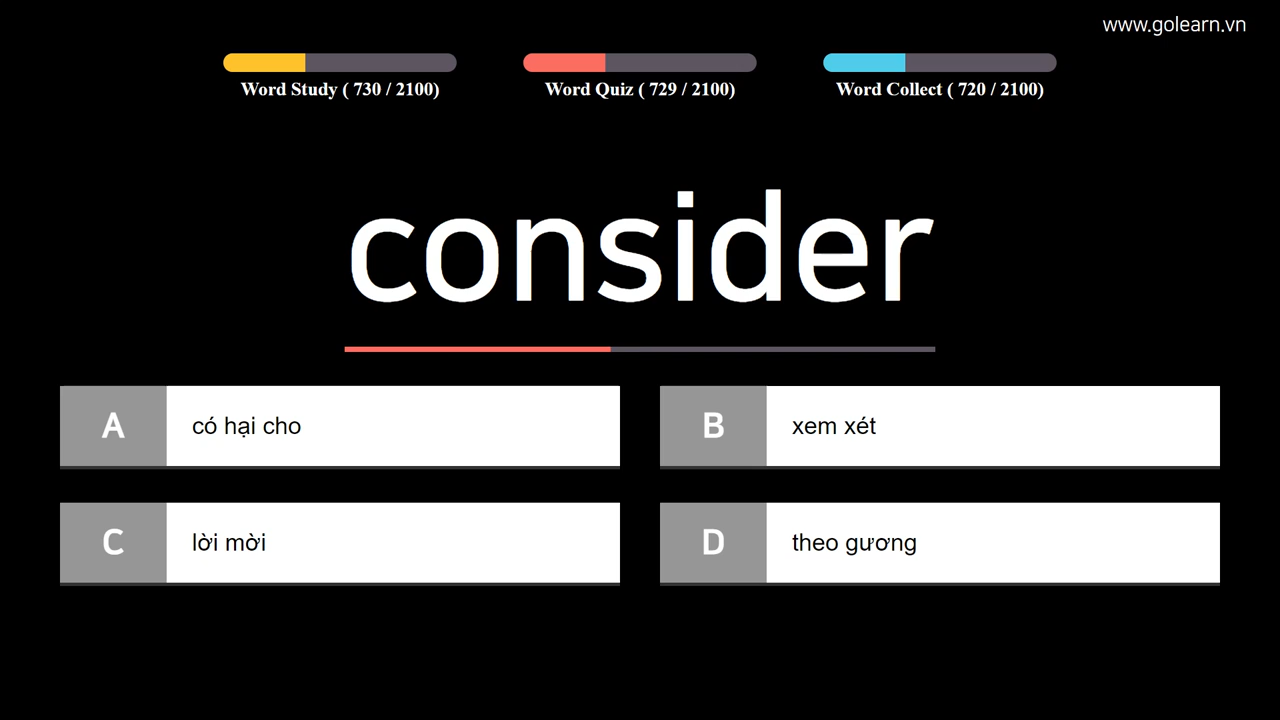 www.golearn.vn
Word Study ( 730 / 2100)
Word Quiz ( 729 / 2100)
Word Collect ( 720 / 2100)
consider
A
có hại cho
B
xem xét
C
lời mời
D
theo gương